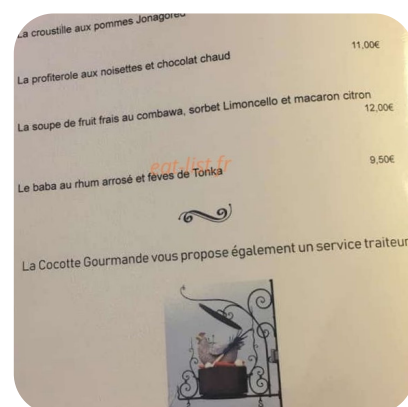 La croustille aux pommes Jonagored
11,00€
La profiterole aux noisettes et chocolat chaud
La soupe de fruit frais au combawa, sorbet Limoncello et macaron citron
12,00€
eat-list.fr
9,50€
Le baba au rhum arrosé et fèves de Tonka
La Cocotte Gourmande vous propose également un service traiteur